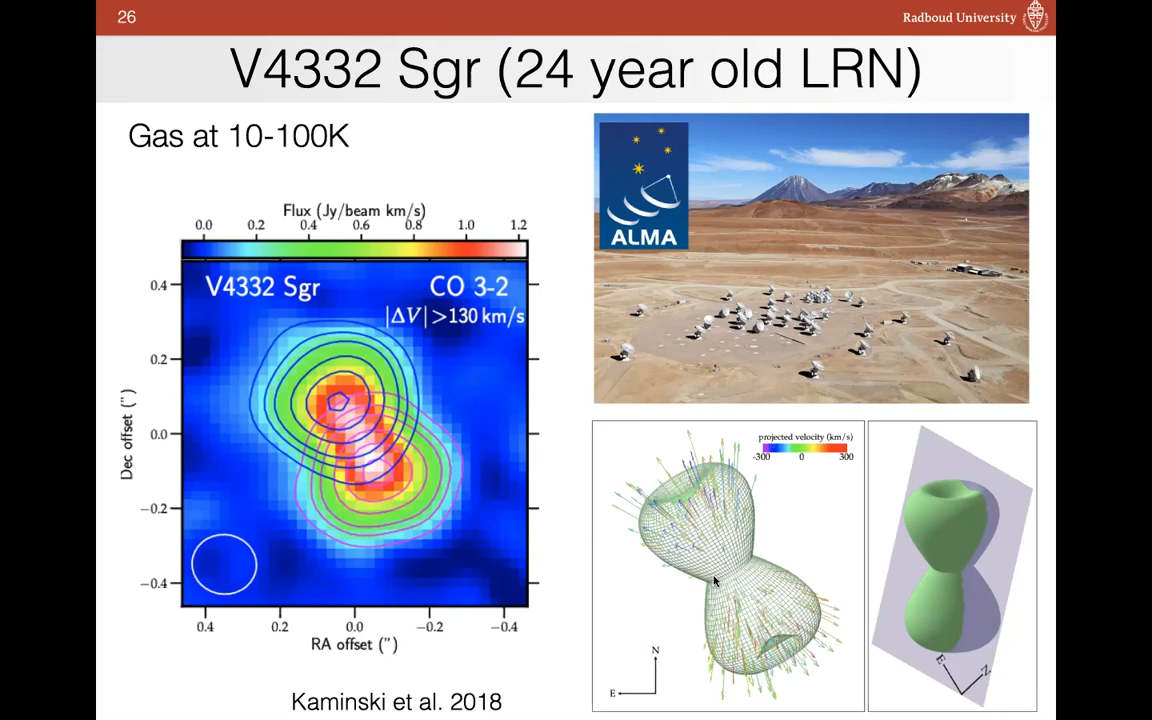 26
Radboud University
V4332 Sgr (24 year old LRN)
Gas at 10-100K
Flux (Jy/beam km/s)
0.0 0.2 0.4 0.6 0.8 1.0 1.2
V4332 Sgr CO 3-2
|ΔV| >130 km/s
0.4
0.2
0.0
−0.2
−0.4
Dec offset (")
0.4 0.2 0.0 −0.2 −0.4
RA offset (")
Kaminski et al. 2018
ALMA
projected velocity (km/s)
-300 0 300
N
E
E
N